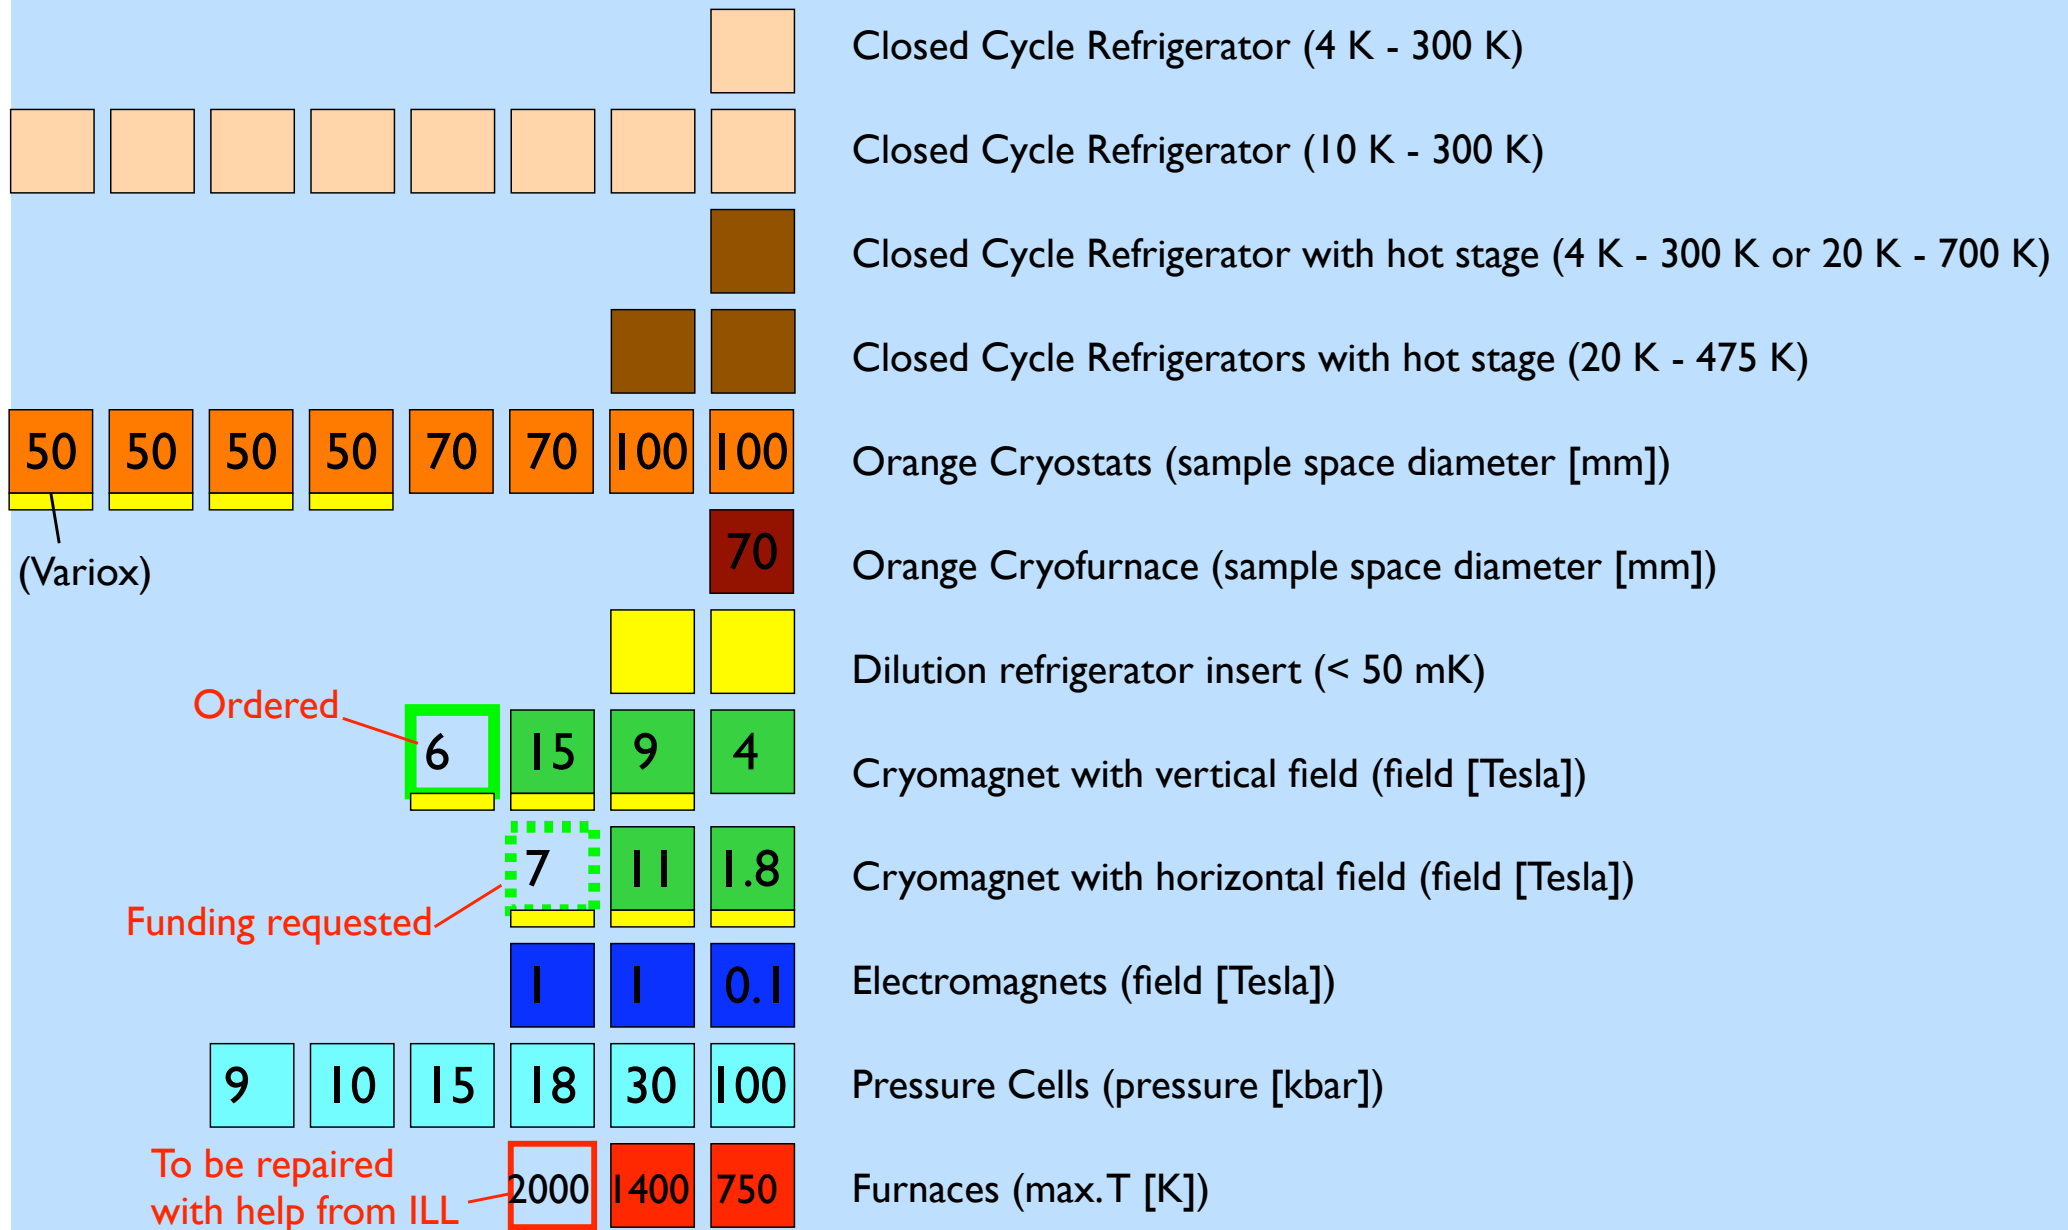 Closed Cycle Refrigerator (4 K - 300 K)
Closed Cycle Refrigerator (10 K - 300 K)
Closed Cycle Refrigerator with hot stage (4 K - 300 K or 20 K - 700 K)
Closed Cycle Refrigerators with hot stage (20 K - 475 K)
50 50 50 50 70 70 100 100 Orange Cryostats (sample space diameter [mm])
(Variox)
70 Orange Cryofurnace (sample space diameter [mm])
Dilution refrigerator insert (< 50 mK)
Ordered
6 15 9 4 Cryomagnet with vertical field (field [Tesla])
7 11 1.8 Cryomagnet with horizontal field (field [Tesla])
Funding requested
1 1 0.1 Electromagnets (field [Tesla])
9 10 15 18 30 100 Pressure Cells (pressure [kbar])
To be repaired
with help from ILL
2000 1400 750 Furnaces (max. T [K])